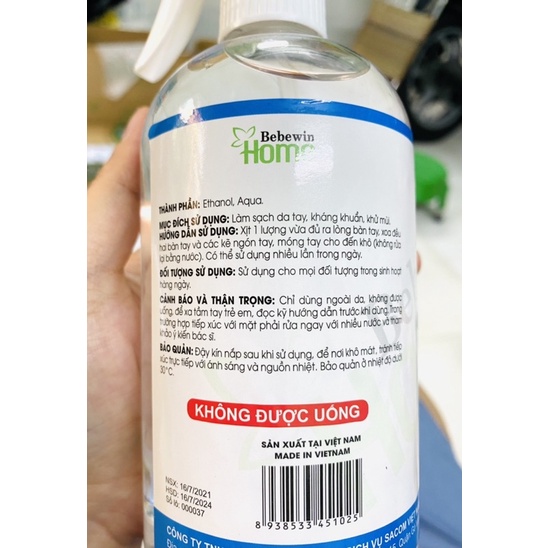 Bebewin
Home
THÀNH PHẦN: Ethanol, Aqua.
MỤC ĐÍCH SỬ DỤNG: Làm sạch da tay, kháng khuẩn, khử mùi.
HƯỚNG DẪN SỬ DỤNG: Xịt 1 lượng vừa đủ ra lòng bàn tay, xoa đều
hai bàn tay và các kẽ ngón tay, móng tay cho đến khô (không rửa
lại bằng nước). Có thể sử dụng nhiều lần trong ngày.
ĐỐI TƯỢNG SỬ DỤNG: Sử dụng cho mọi đối tượng trong sinh hoạt
hàng ngày.
CẢNH BÁO VÀ THẬN TRỌNG: Chỉ dùng ngoài da, không được
uống, để xa tầm tay trẻ em, đọc kỹ hướng dẫn trước khi dùng. Trong
trường hợp tiếp xúc với mặt phải rửa ngay với nhiều nước và tham
khảo ý kiến bác sĩ.
BẢO QUẢN: Đậy kín nắp sau khi sử dụng, để nơi khô mát, tránh tiếp
xúc trực tiếp với ánh sáng và nguồn nhiệt. Bảo quản ở nhiệt độ dưới
30°C.
KHÔNG ĐƯỢC UỐNG
SẢN XUẤT TẠI VIỆT NAM
MADE IN VIETNAM
NSX: 16/7/2021
HSD: 16/7/2024
Số lô: 000037
8 938533 451025
CÔNG TY TNH
DỊCH VỤ SACOM VIỆT